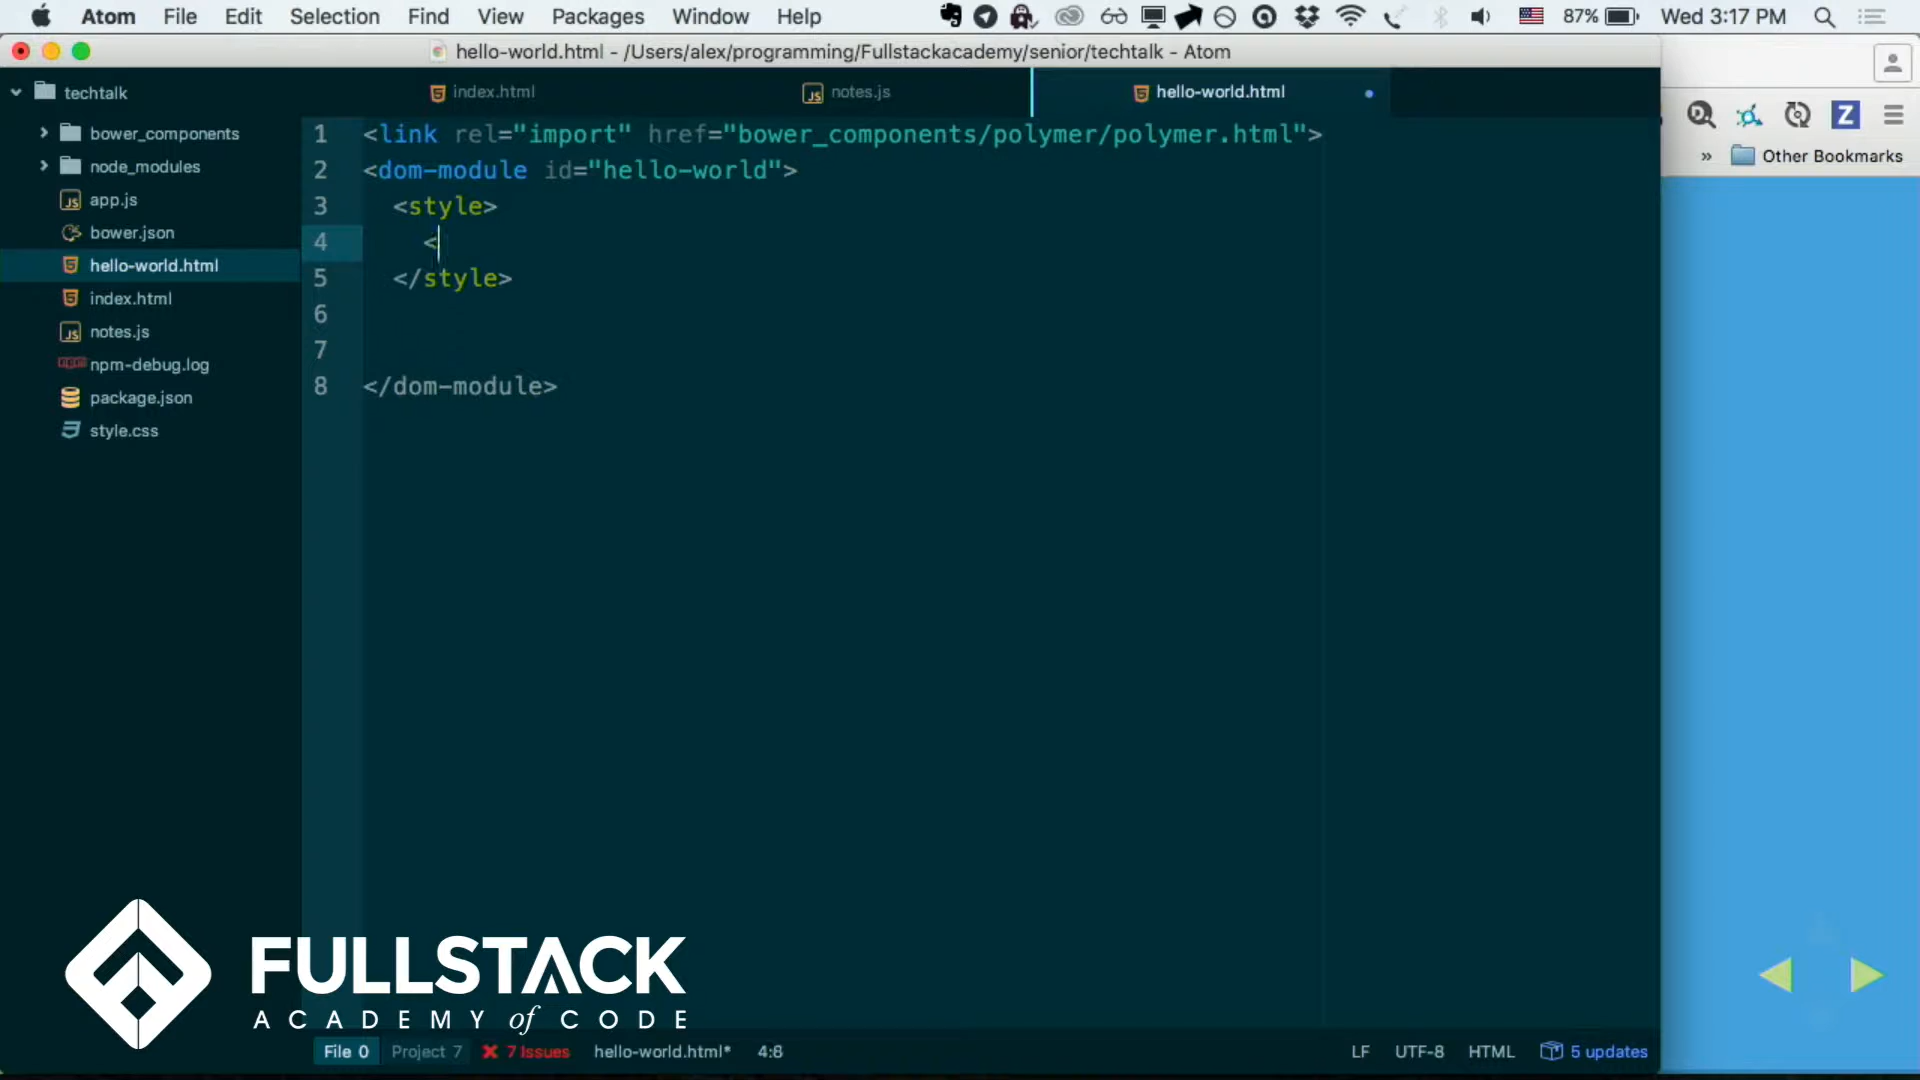 Atom File Edit Selection Find View Packages Window Help 87% Wed 3:17 PM
hello-world.html - /Users/alex/programming/Fullstackacademy/senior/techtalk - Atom
techtalk
index.html
notes.js
hello-world.html
bower_components
node_modules
app.js
bower.json
hello-world.html
index.html
notes.js
npm-debug.log
package.json
style.css
1 <link rel="import" href="bower_components/polymer/polymer.html">
2 <dom-module id="hello-world">
3 <style>
4 <
5 </style>
6
7
8 </dom-module>
Z
» Other Bookmarks
FULLSTACK
ACADEMY of CODE
File 0 Project 7 7 Issues hello-world.html* 4:8 LF UTF-8 HTML 5 updates